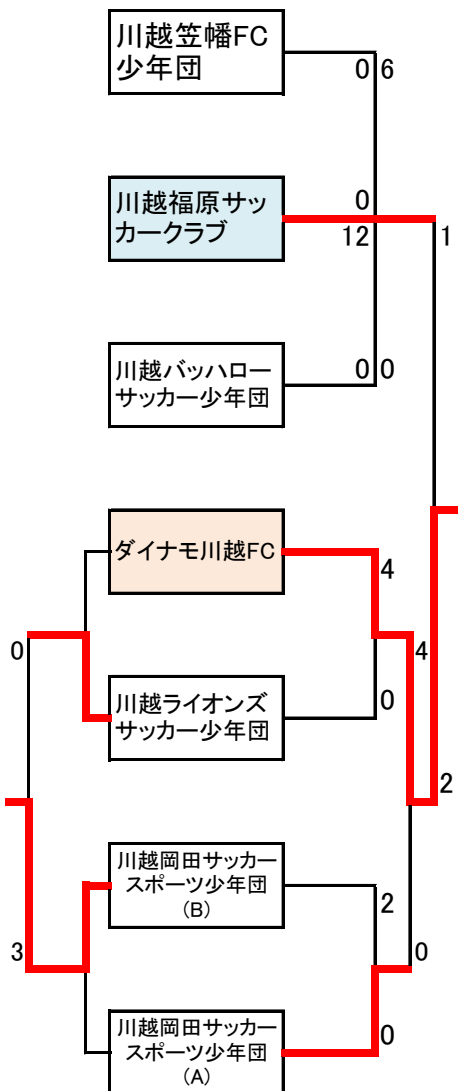 川越笠幡FC
少年団
0 6
川越福原サッ
カークラブ
0
12
1
川越バッハロー
サッカー少年団
0 0
ダイナモ川越FC
4
0
4
川越ライオンズ
サッカー少年団
0
2
川越岡田サッカー
スポーツ少年団
(B)
2
3
0
川越岡田サッカー
スポーツ少年団
(A)
0